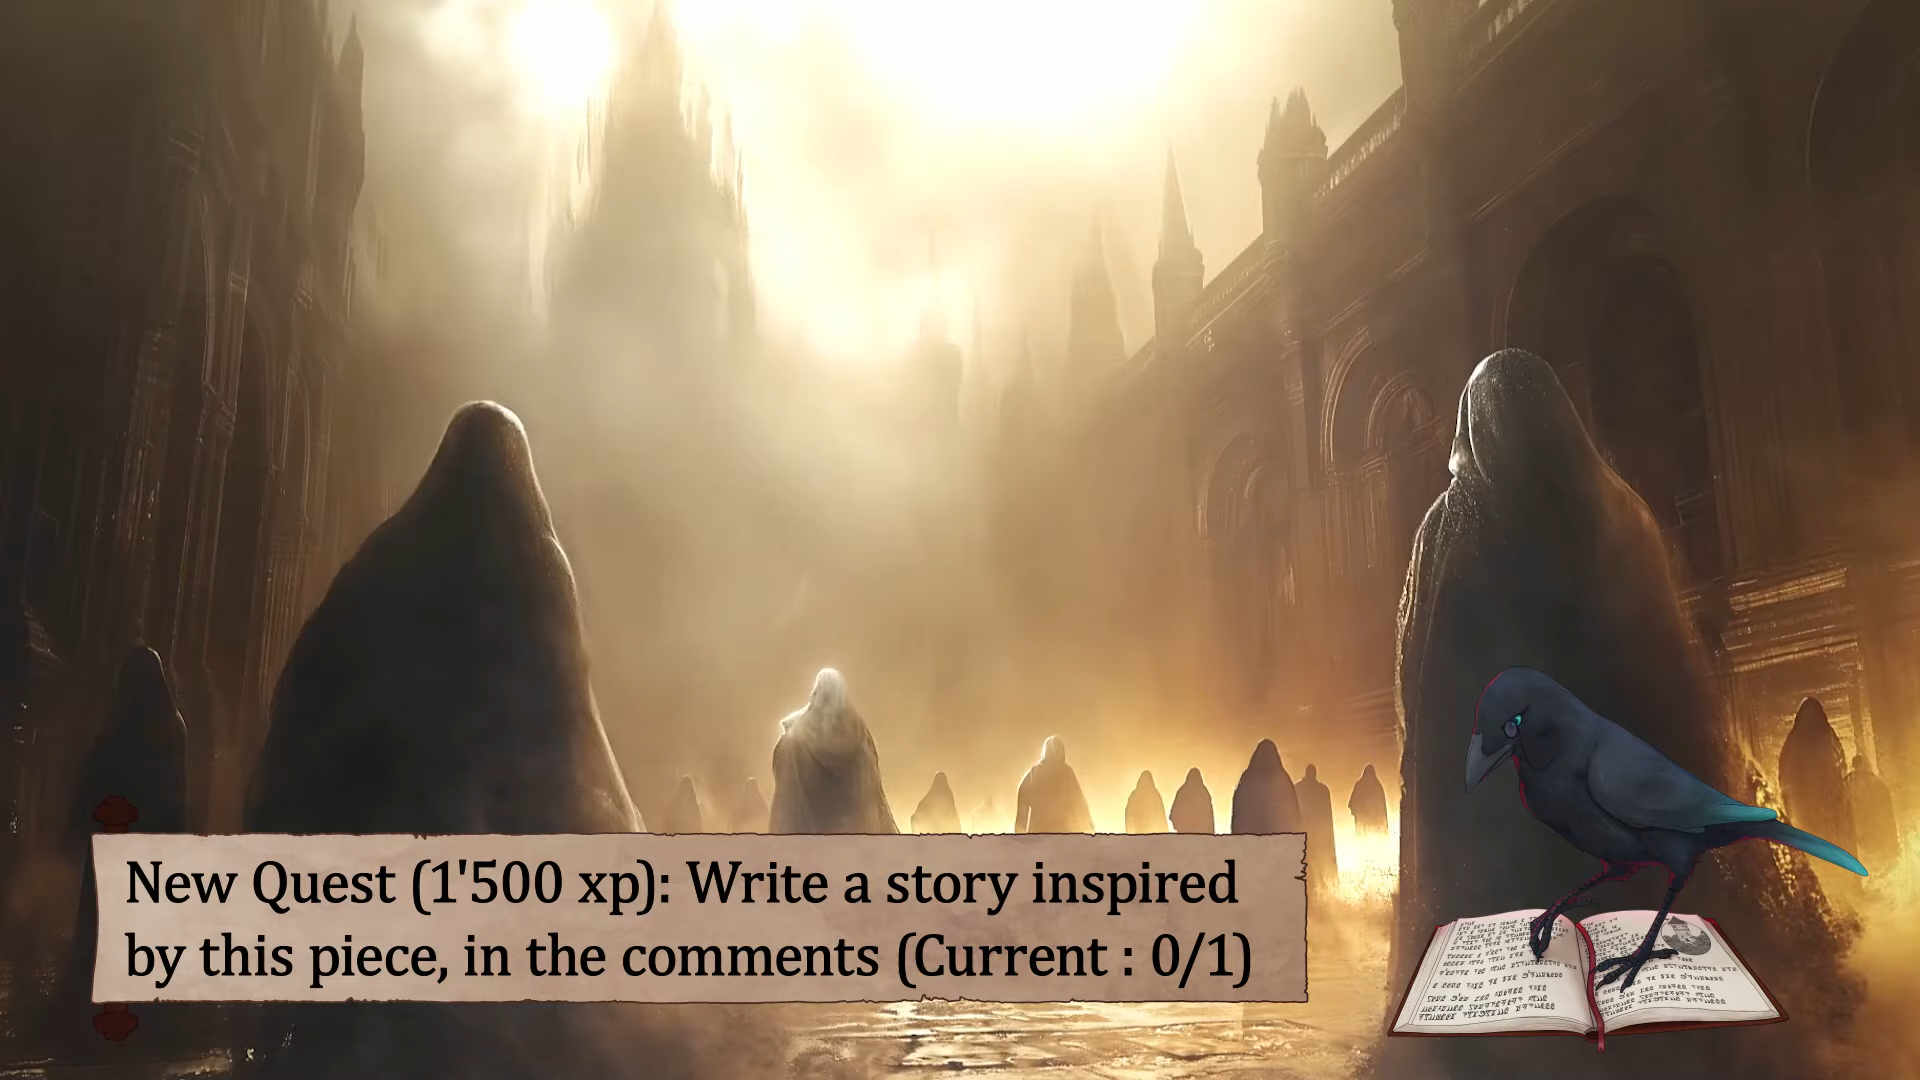 New Quest (1'500 xp): Write a story inspired
by this piece, in the comments (Current : 0/1)